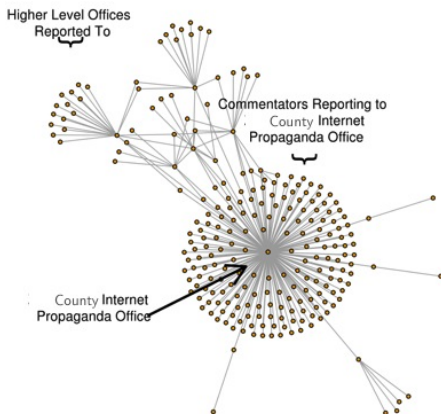 Higher Level Offices
Reported To
Commentators Reporting to
County Internet
Propaganda Office
County Internet
Propaganda Office